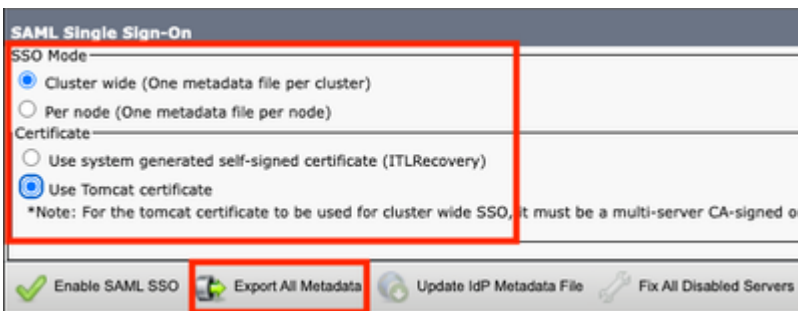 SAML Single Sign-On
SSO Mode
Cluster wide (One metadata file per cluster)
Per node (One metadata file per node)
Certificate
Use system generated self-signed certificate (ITLRecovery)
Use Tomcat certificate
*Note: For the tomcat certificate to be used for cluster wide SSO, it must be a multi-server CA-signed
Enable SAML SSO Export All Metadata Update IdP Metadata File Fix All Disabled Servers